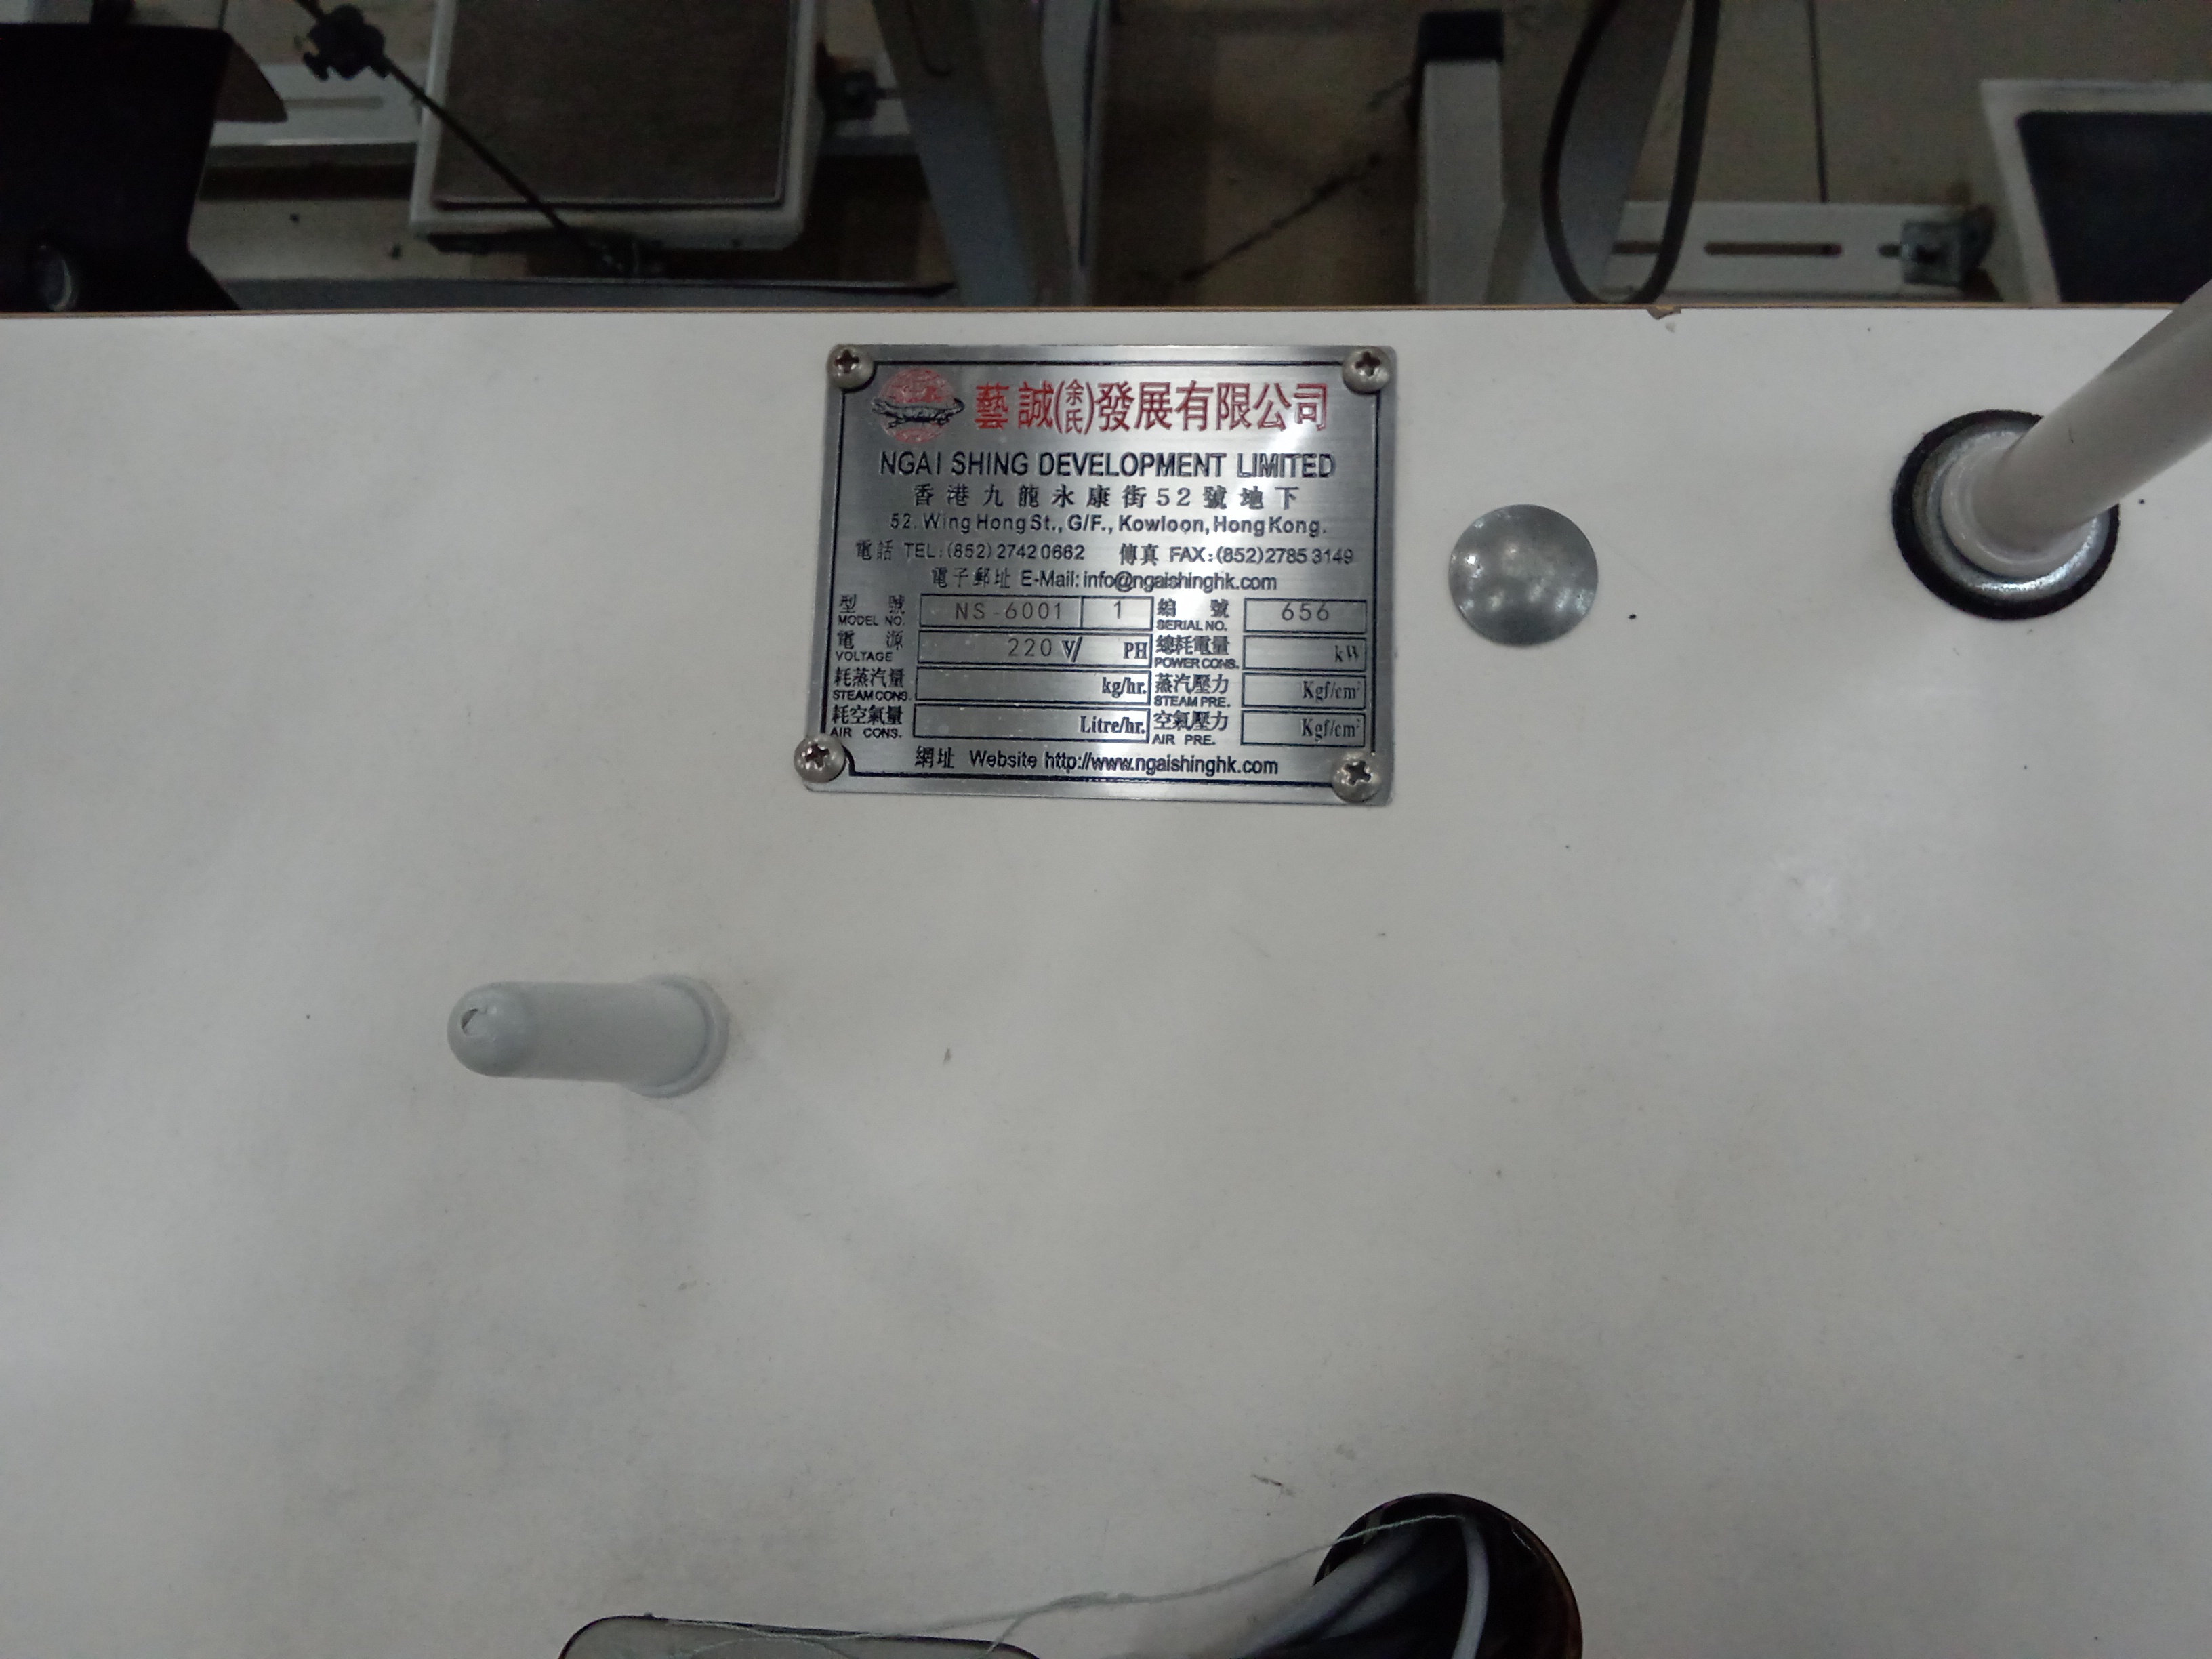 藝誠(余氏)發展有限公司
NGAI SHING DEVELOPMENT LIMITED
香港九龍永康街52號地下
52. Wing Hong St., G/F., Kowloon, Hong Kong.
電話 TEL:(852)2742 0662 傳真 FAX:(852)2785 3149
電子郵址 E-Mail: info@ngaishinghk.com
型號 MODEL NO. NS-6001 1 編號 SERIAL NO. 656
電源 VOLTAGE 220 V/ PH 總耗電量 POWER CONS. kW
耗蒸汽量 STEAM CONS. kg/hr. 蒸汽壓力 STEAM PRE. Kgf/cm²
耗空氣量 AIR CONS. Litre/hr. 空氣壓力 AIR PRE. Kgf/cm²
網址 Website http://www.ngaishinghk.com